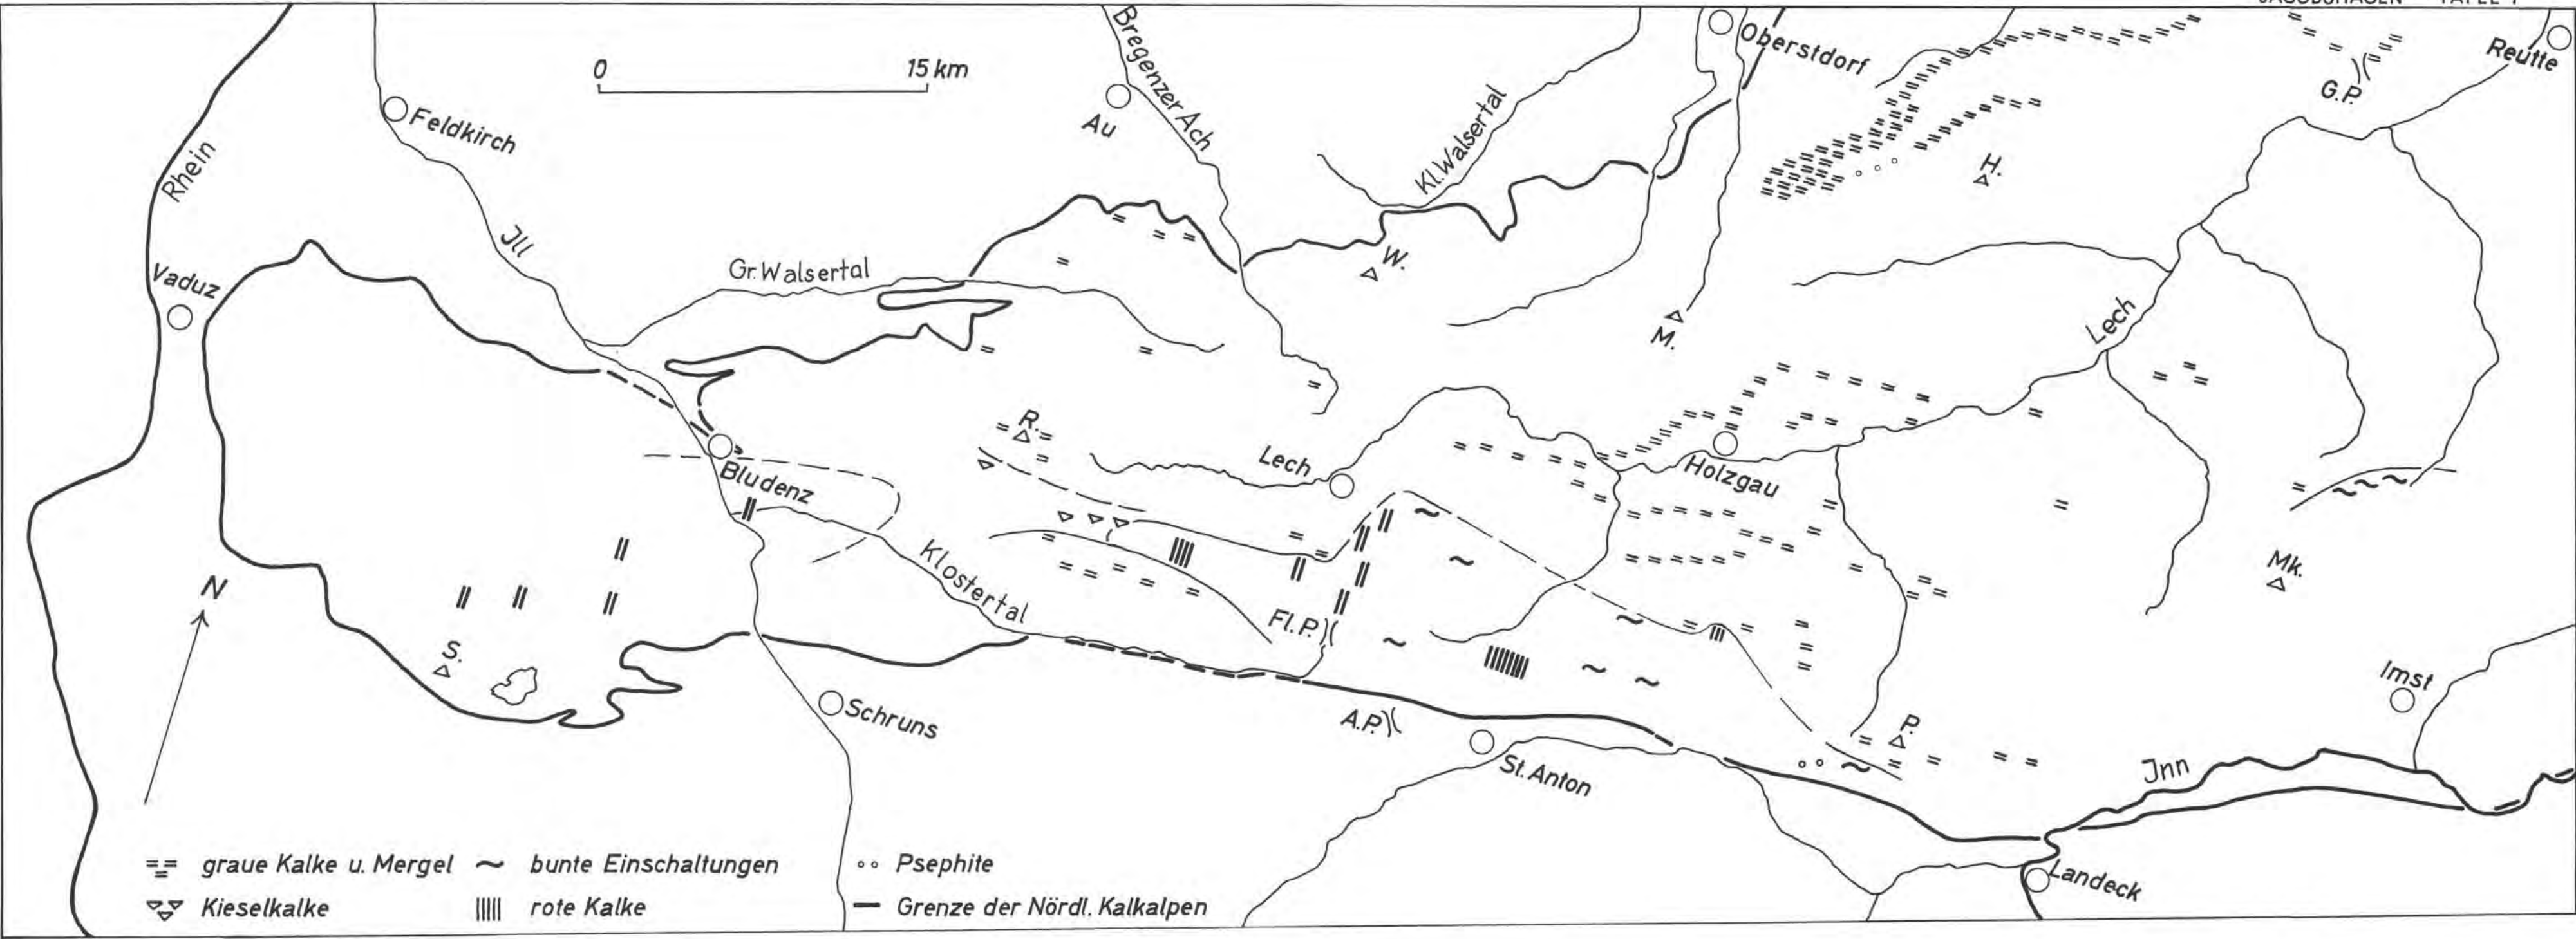 Oberstdorf
Reutte
Bregenzer Ach
0 15 km
Kl. Walsertal
G.P.
Feldkirch
Au
Rhein
H.
Jll
W.
Gr. Walsertal
Vaduz
Lech
M.
R.
Lech
Holzgau
Bludenz
Klostertal
Mk.
N
Fl.P.
S.
Imst
Schruns
A.P.
P.
St. Anton
Jnn
Landeck
graue Kalke u. Mergel
bunte Einschaltungen
Psephite
Kieselkalke
rote Kalke
Grenze der Nördl. Kalkalpen